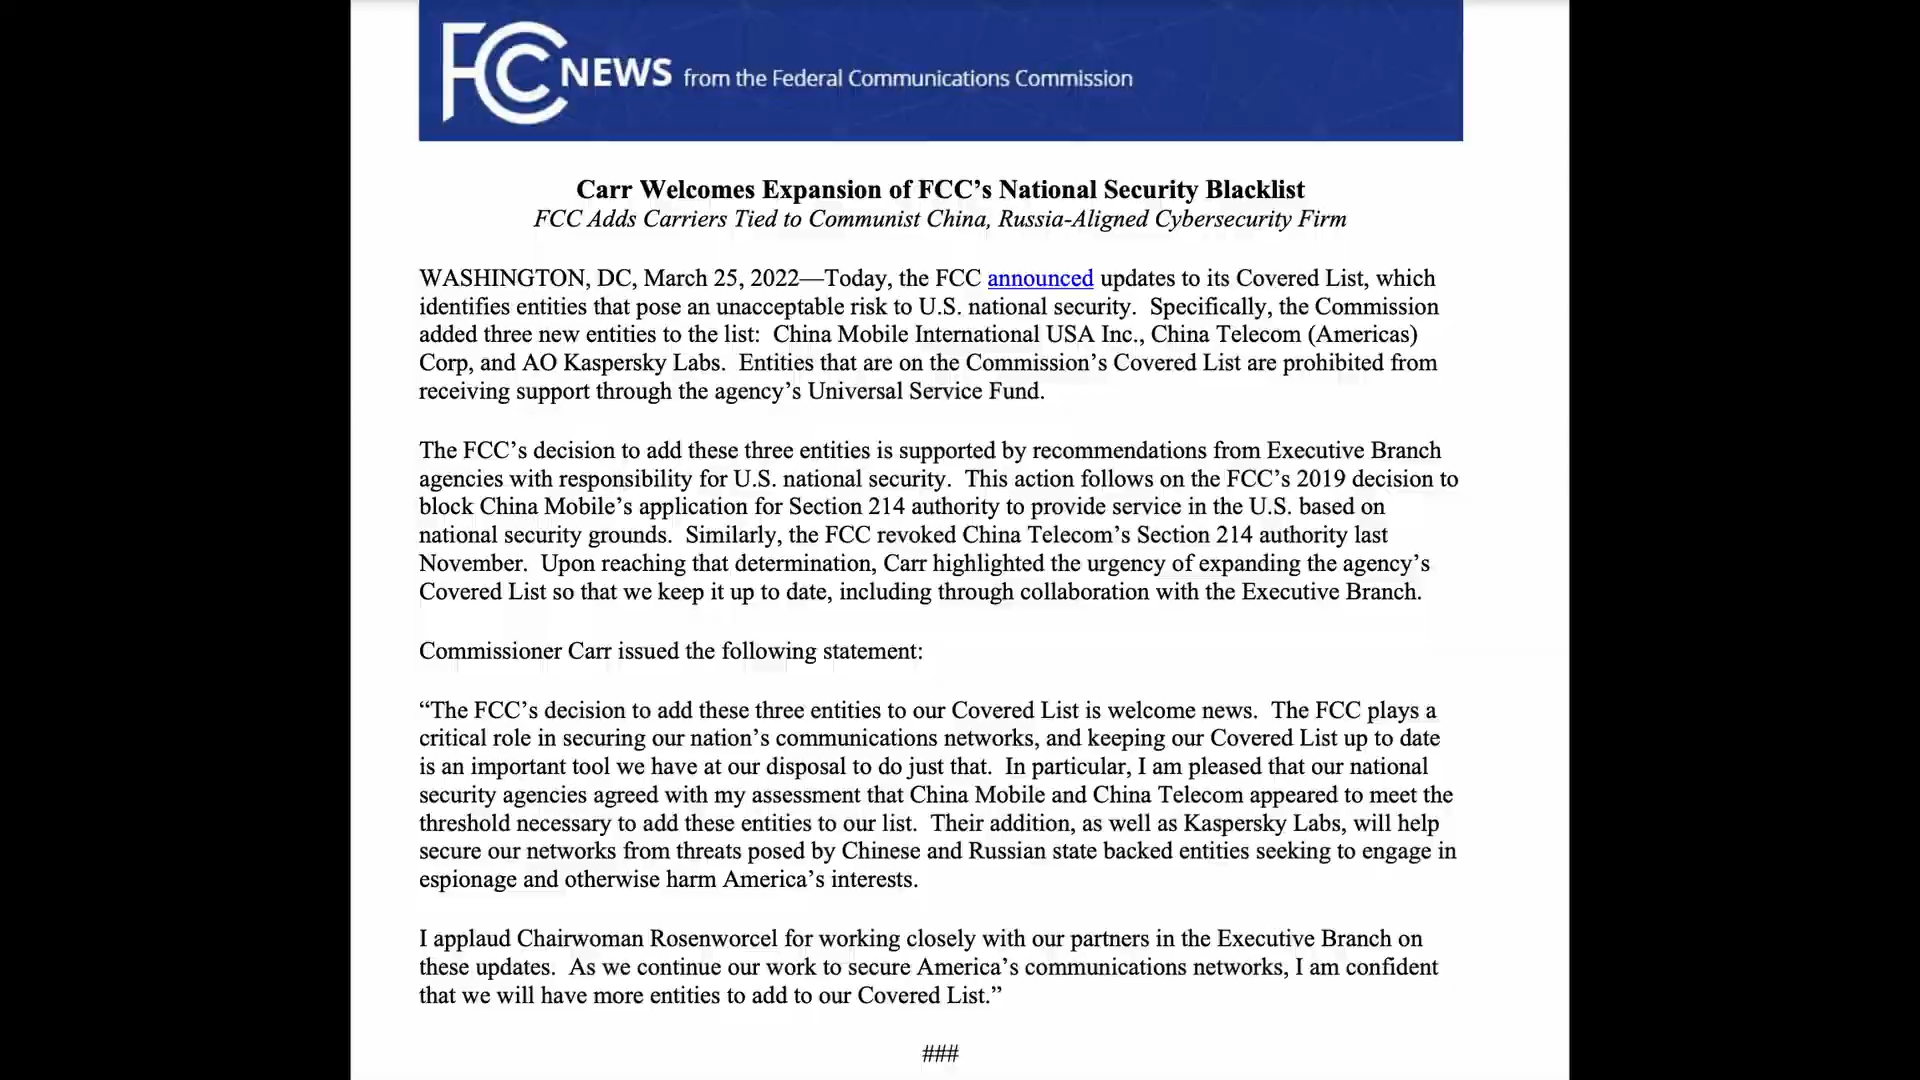 FCC NEWS from the Federal Communications Commission
Carr Welcomes Expansion of FCC’s National Security Blacklist
FCC Adds Carriers Tied to Communist China, Russia-Aligned Cybersecurity Firm
WASHINGTON, DC, March 25, 2022—Today, the FCC announced updates to its Covered List, which
identifies entities that pose an unacceptable risk to U.S. national security.  Specifically, the Commission
added three new entities to the list:  China Mobile International USA Inc., China Telecom (Americas)
Corp, and AO Kaspersky Labs.  Entities that are on the Commission’s Covered List are prohibited from
receiving support through the agency’s Universal Service Fund.
The FCC’s decision to add these three entities is supported by recommendations from Executive Branch
agencies with responsibility for U.S. national security.  This action follows on the FCC’s 2019 decision to
block China Mobile’s application for Section 214 authority to provide service in the U.S. based on
national security grounds.  Similarly, the FCC revoked China Telecom’s Section 214 authority last
November.  Upon reaching that determination, Carr highlighted the urgency of expanding the agency’s
Covered List so that we keep it up to date, including through collaboration with the Executive Branch.
Commissioner Carr issued the following statement:
“The FCC’s decision to add these three entities to our Covered List is welcome news.  The FCC plays a
critical role in securing our nation’s communications networks, and keeping our Covered List up to date
is an important tool we have at our disposal to do just that.  In particular, I am pleased that our national
security agencies agreed with my assessment that China Mobile and China Telecom appeared to meet the
threshold necessary to add these entities to our list.  Their addition, as well as Kaspersky Labs, will help
secure our networks from threats posed by Chinese and Russian state backed entities seeking to engage in
espionage and otherwise harm America’s interests.
I applaud Chairwoman Rosenworcel for working closely with our partners in the Executive Branch on
these updates.  As we continue our work to secure America’s communications networks, I am confident
that we will have more entities to add to our Covered List.”
###